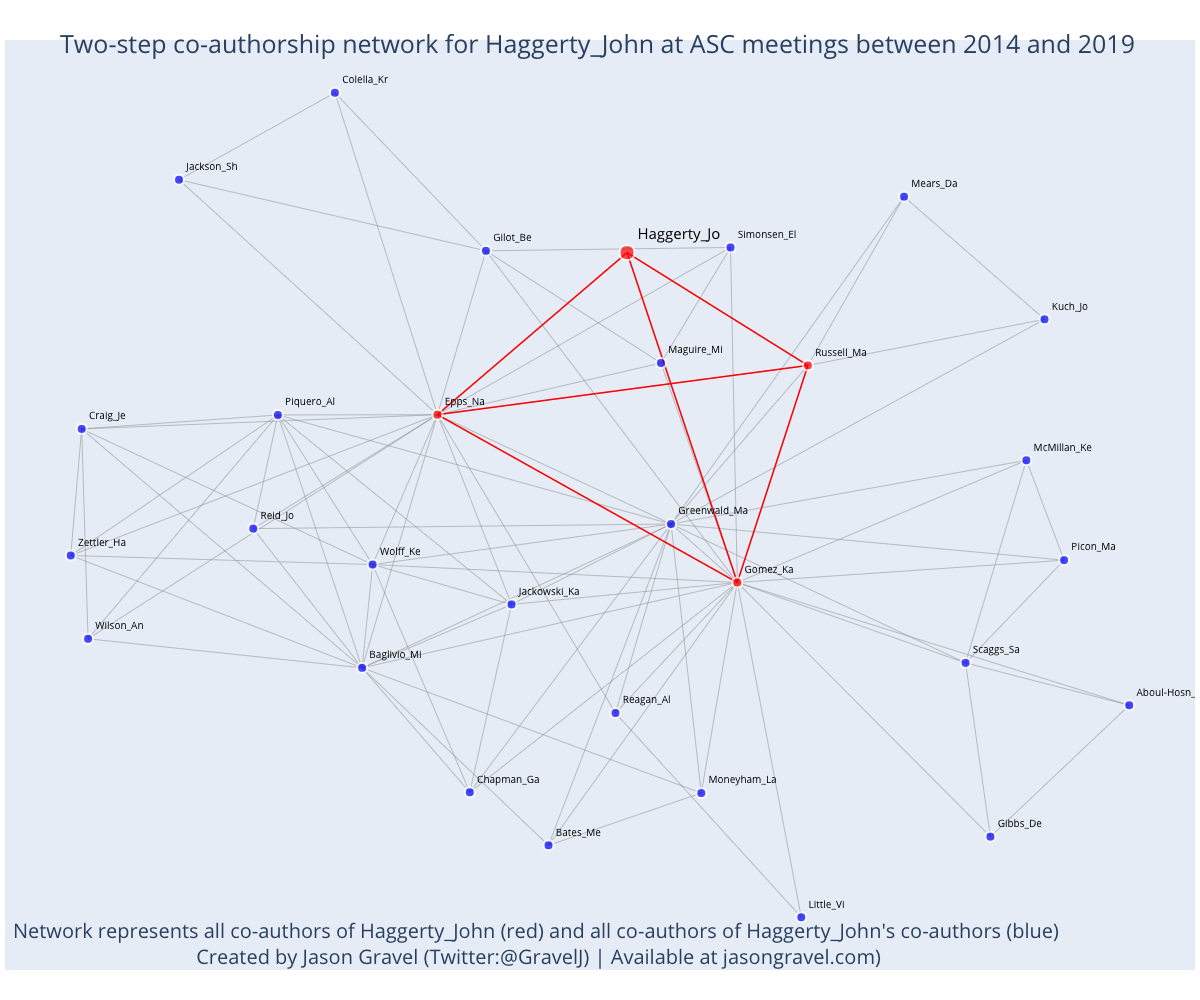 Two-step co-authorship network for Haggerty_John at ASC meetings between 2014 and 2019
Colella_Kr
Jackson_Sh
Mears_Da
Haggerty_Jo
Simonsen_El
Gilot_Be
Kuch_Jo
Maguire_Mi
Russell_Ma
Piquero_Al
Epps_Na
Craig_Je
McMillan_Ke
Greenwald_Ma
Reid_Jo
Zettler_Ha
Picon_Ma
Wolff_Ke
Gomez_Ka
Jackowski_Ka
Wilson_An
Scaggs_Sa
Baglivio_Mi
Aboul-Hosn_
Reagan_Al
Chapman_Ga
Moneyham_La
Gibbs_De
Bates_Me
Little_Vi
Network represents all co-authors of Haggerty_John (red) and all co-authors of Haggerty_John's co-authors (blue)
Created by Jason Gravel (Twitter:@GravelJ) | Available at jasongravel.com)